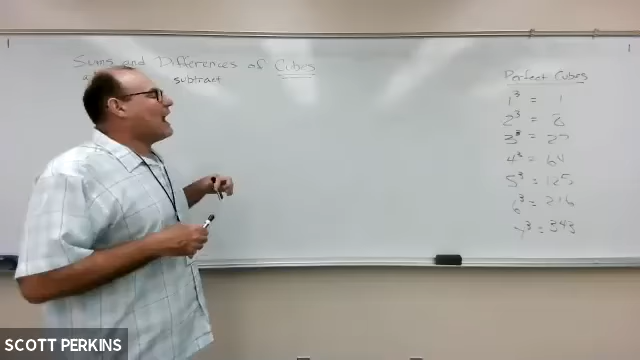 Sums and Differences of Cubes
subtract
Perfect Cubes
1³ = 1
2³ = 8
3³ = 27
4³ = 64
5³ = 125
6³ = 216
7³ = 343
SCOTT PERKINS